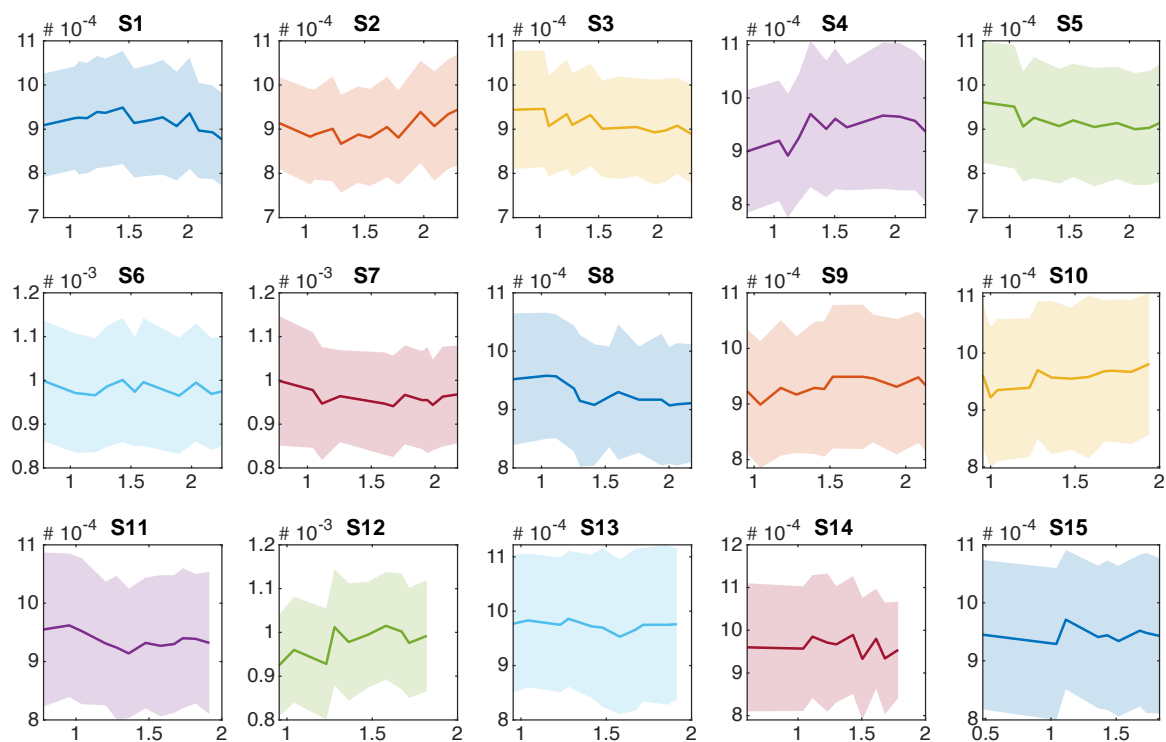 # 10^-4 S1
11
10
9
8
7
1 1.5 2
# 10^-4 S2
11
10
9
8
7
1 1.5 2
# 10^-4 S3
11
10
9
8
7
1 1.5 2
# 10^-4 S4
11
10
9
8
1 1.5 2
# 10^-4 S5
11
10
9
8
7
1 1.5 2
# 10^-3 S6
1.2
1.1
1
0.9
0.8
1 1.5 2
# 10^-3 S7
1.2
1.1
1
0.9
0.8
1 1.5 2
# 10^-4 S8
11
10
9
8
1 1.5 2
# 10^-4 S9
11
10
9
8
1 1.5 2
# 10^-4 S10
11
10
9
8
1 1.5 2
# 10^-4 S11
11
10
9
8
1 1.5 2
# 10^-3 S12
1.2
1.1
1
0.9
0.8
1 1.5 2
# 10^-4 S13
11
10
9
8
1 1.5 2
# 10^-4 S14
12
11
10
9
8
1 1.5 2
# 10^-4 S15
11
10
9
8
0.5 1 1.5